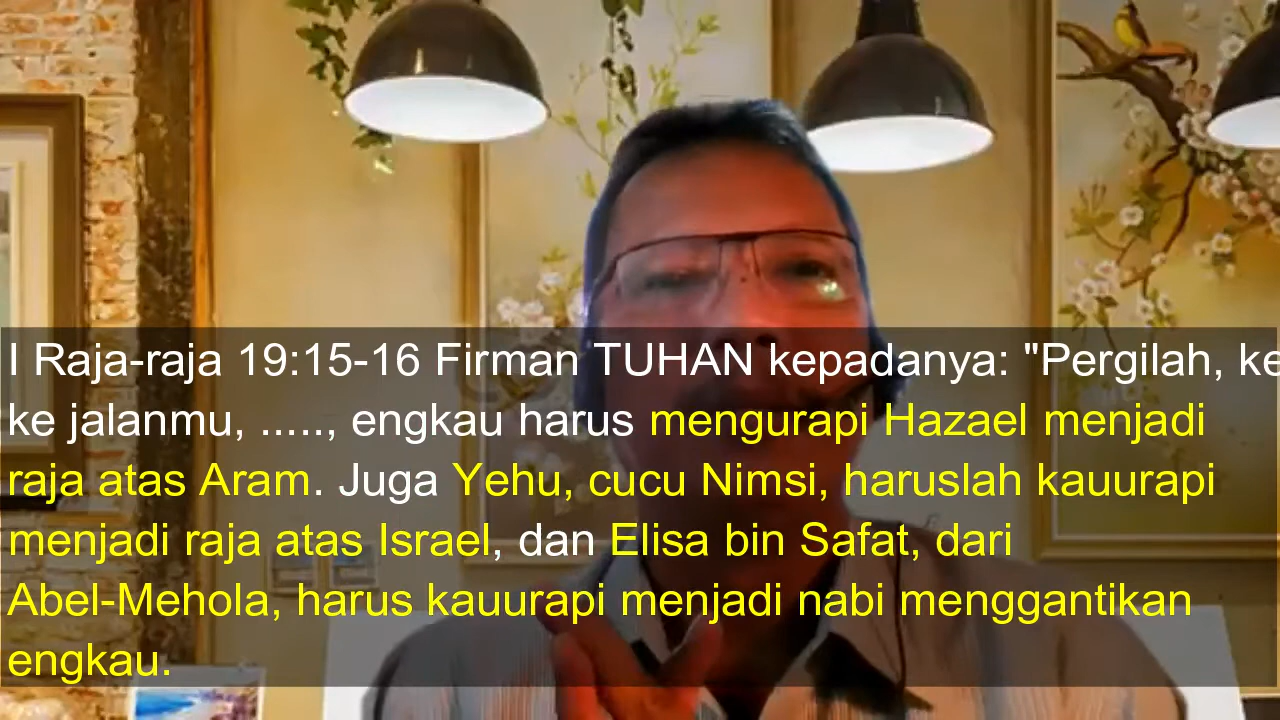 I Raja-raja 19:15-16 Firman TUHAN kepadanya: "Pergilah, ke
ke jalanmu, ....., engkau harus mengurapi Hazael menjadi
raja atas Aram. Juga Yehu, cucu Nimsi, haruslah kauurapi
menjadi raja atas Israel, dan Elisa bin Safat, dari
Abel-Mehola, harus kauurapi menjadi nabi menggantikan
engkau.